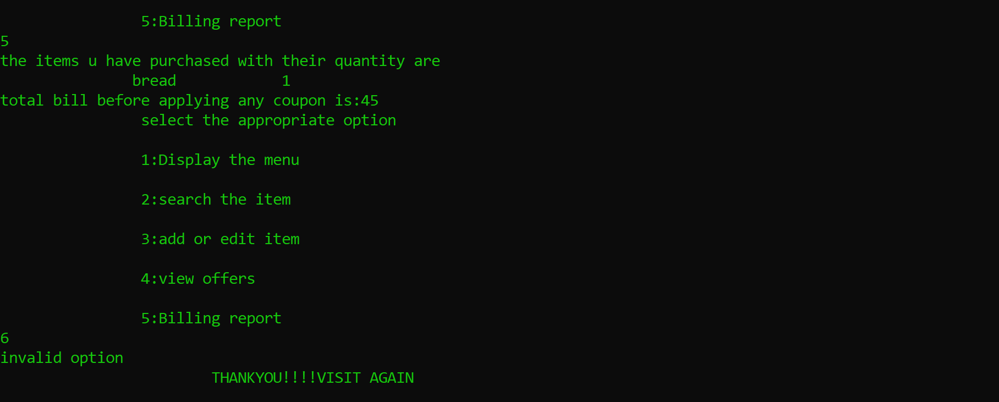 5:Billing report
5
the items u have purchased with their quantity are
bread 1
total bill before applying any coupon is:45
select the appropriate option
1:Display the menu
2:search the item
3:add or edit item
4:view offers
5:Billing report
6
invalid option
THANKYOU!!!!VISIT AGAIN